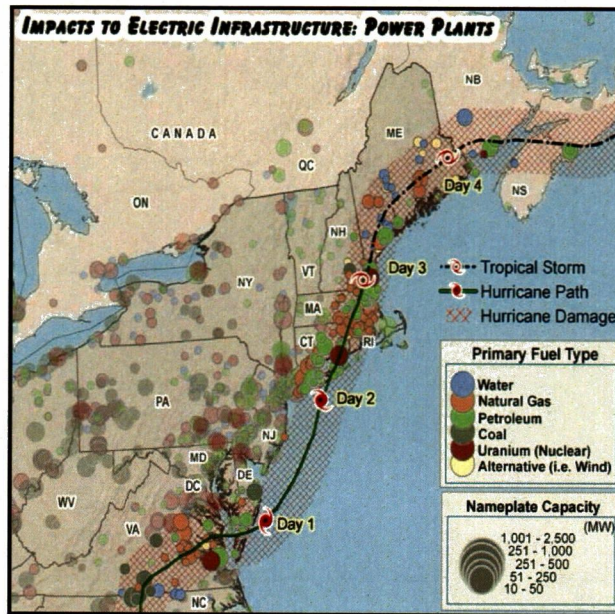 IMPACTS TO ELECTRIC INFRASTRUCTURE: POWER PLANTS
NB
CANADA
ME
QC
Day 4
NS
ON
NH
VT
Day 3
NY
MA
Tropical Storm
Hurricane Path
Hurricane Damage
CT
RI
Primary Fuel Type
Water
Natural Gas
Petroleum
Coal
Uranium (Nuclear)
Alternative (i.e. Wind)
PA
Day 2
NJ
MD
DE
DC
WV
VA
Day 1
Nameplate Capacity
(MW)
1,001 - 2,500
251 - 1,000
251 - 500
51 - 250
10 - 50
NC